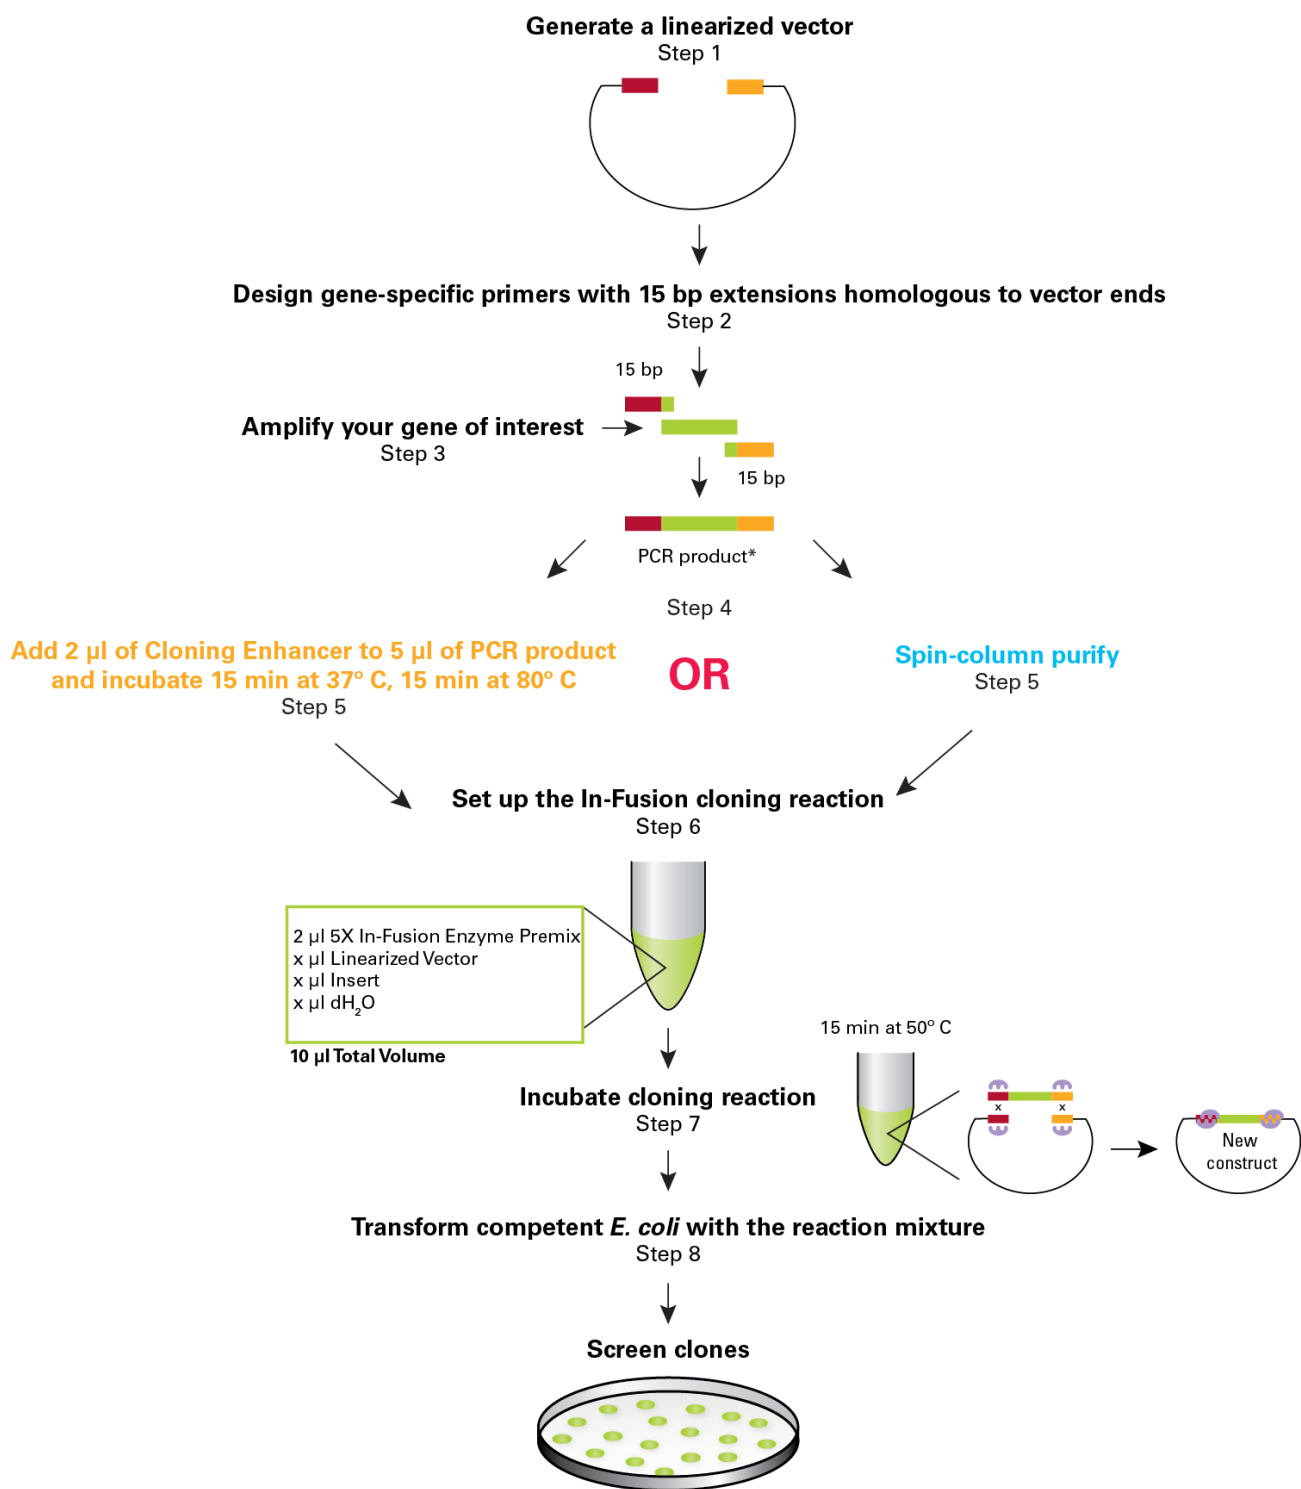 Generate a linearized vector
Step 1
Design gene-specific primers with 15 bp extensions homologous to vector ends
Step 2
15 bp
Amplify your gene of interest
Step 3
15 bp
PCR product*
Step 4
Add 2 µl of Cloning Enhancer to 5 µl of PCR product
and incubate 15 min at 37º C, 15 min at 80º C
Step 5
OR
Spin-column purify
Step 5
Set up the In-Fusion cloning reaction
Step 6
2 µl 5X In-Fusion Enzyme Premix
x µl Linearized Vector
x µl Insert
x µl dH₂O
10 µl Total Volume
15 min at 50º C
Incubate cloning reaction
Step 7
x x
New
construct
Transform competent E. coli with the reaction mixture
Step 8
Screen clones